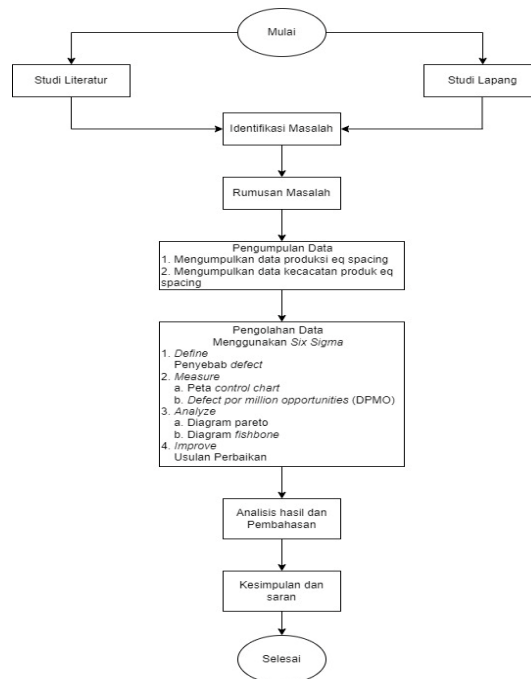 Mulai
Studi Literatur
Studi Lapang
Identifikasi Masalah
Rumusan Masalah
Pengumpulan Data
1. Mengumpulkan data produksi eq spacing
2. Mengumpulkan data kecacatan produk eq
spacing
Pengolahan Data
Menggunakan Six Sigma
1. Define
Penyebab defect
2. Measure
a. Peta control chart
b. Defect por million opportunities (DPMO)
3. Analyze
a. Diagram pareto
b. Diagram fishbone
4. Improve
Usulan Perbaikan
Analisis hasil dan
Pembahasan
Kesimpulan dan
saran
Selesai